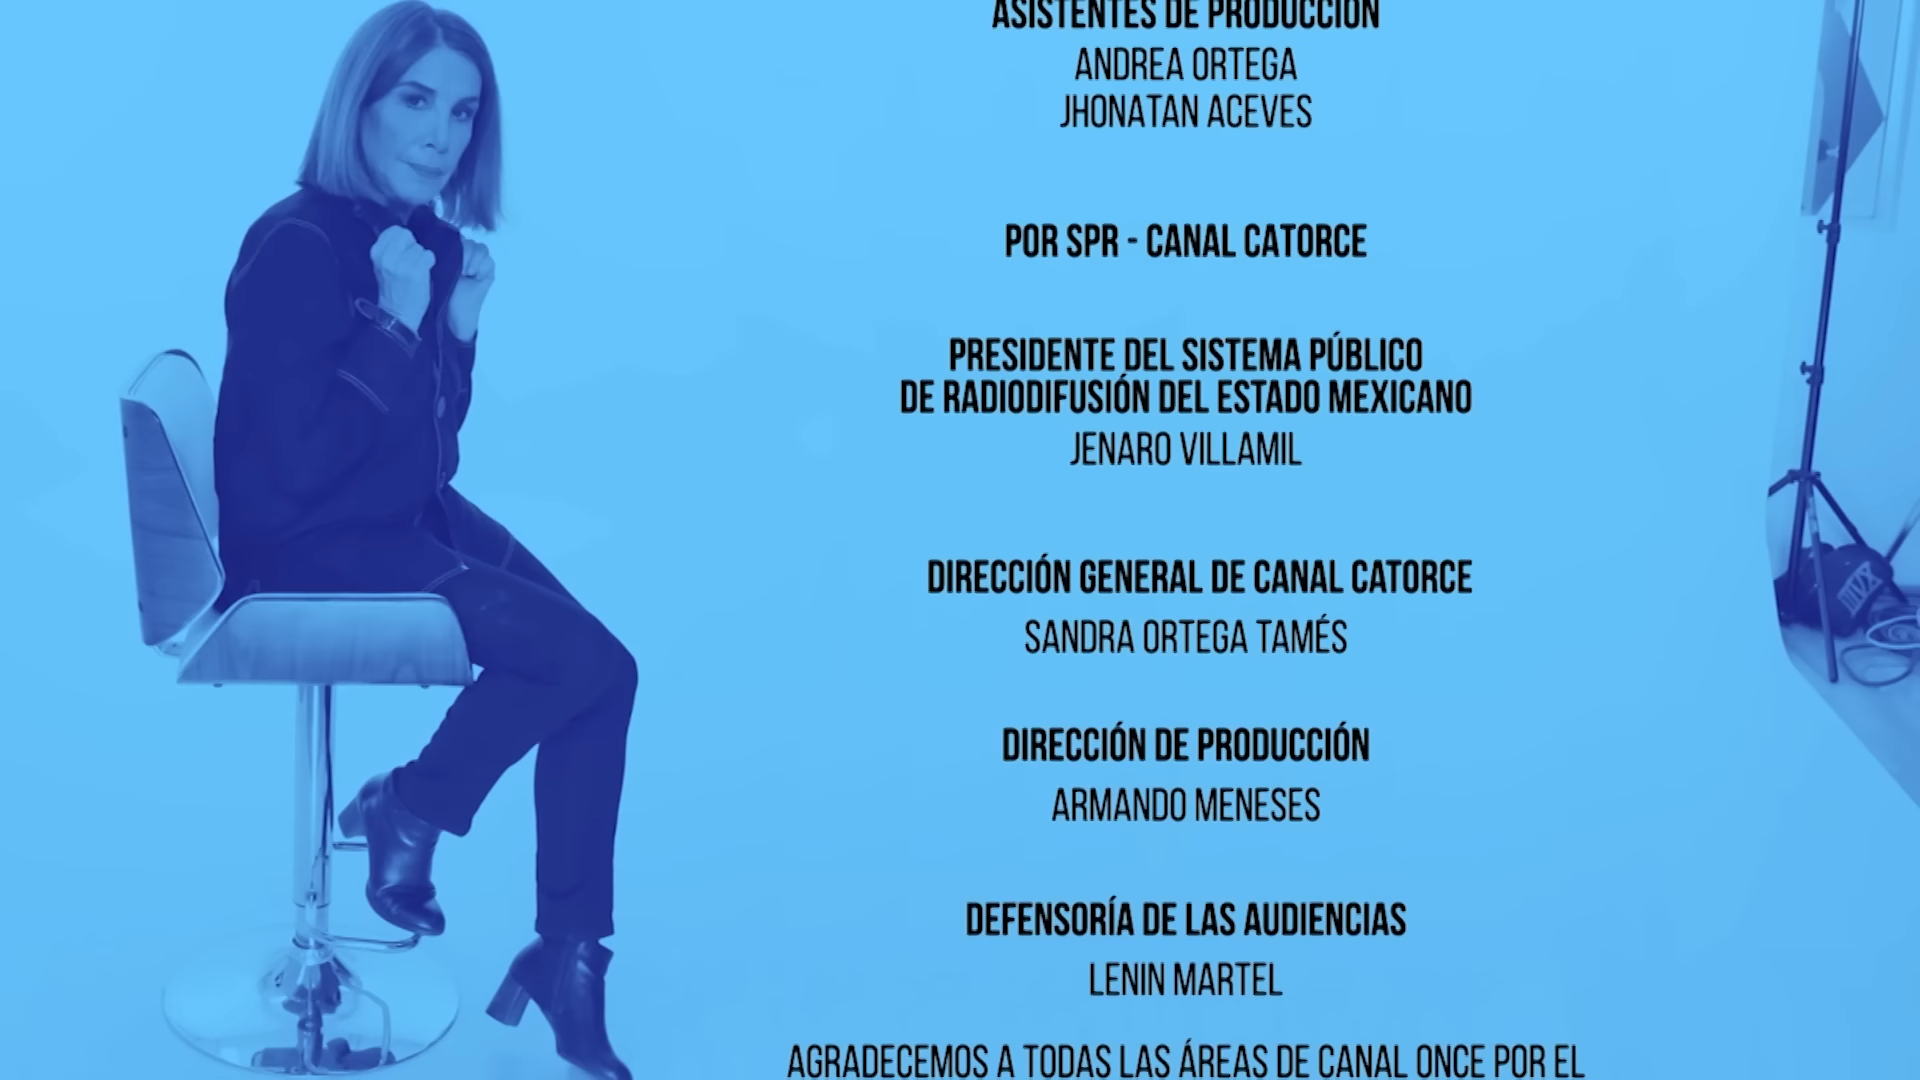 ASISTENTES DE PRODUCCIÓN
ANDREA ORTEGA
JHONATAN ACEVES
POR SPR - CANAL CATORCE
PRESIDENTE DEL SISTEMA PÚBLICO
DE RADIODIFUSIÓN DEL ESTADO MEXICANO
JENARO VILLAMIL
DIRECCIÓN GENERAL DE CANAL CATORCE
SANDRA ORTEGA TAMÉS
DIRECCIÓN DE PRODUCCIÓN
ARMANDO MENESES
DEFENSORÍA DE LAS AUDIENCIAS
LENIN MARTEL
AGRADECEMOS A TODAS LAS ÁREAS DE CANAL ONCE POR EL